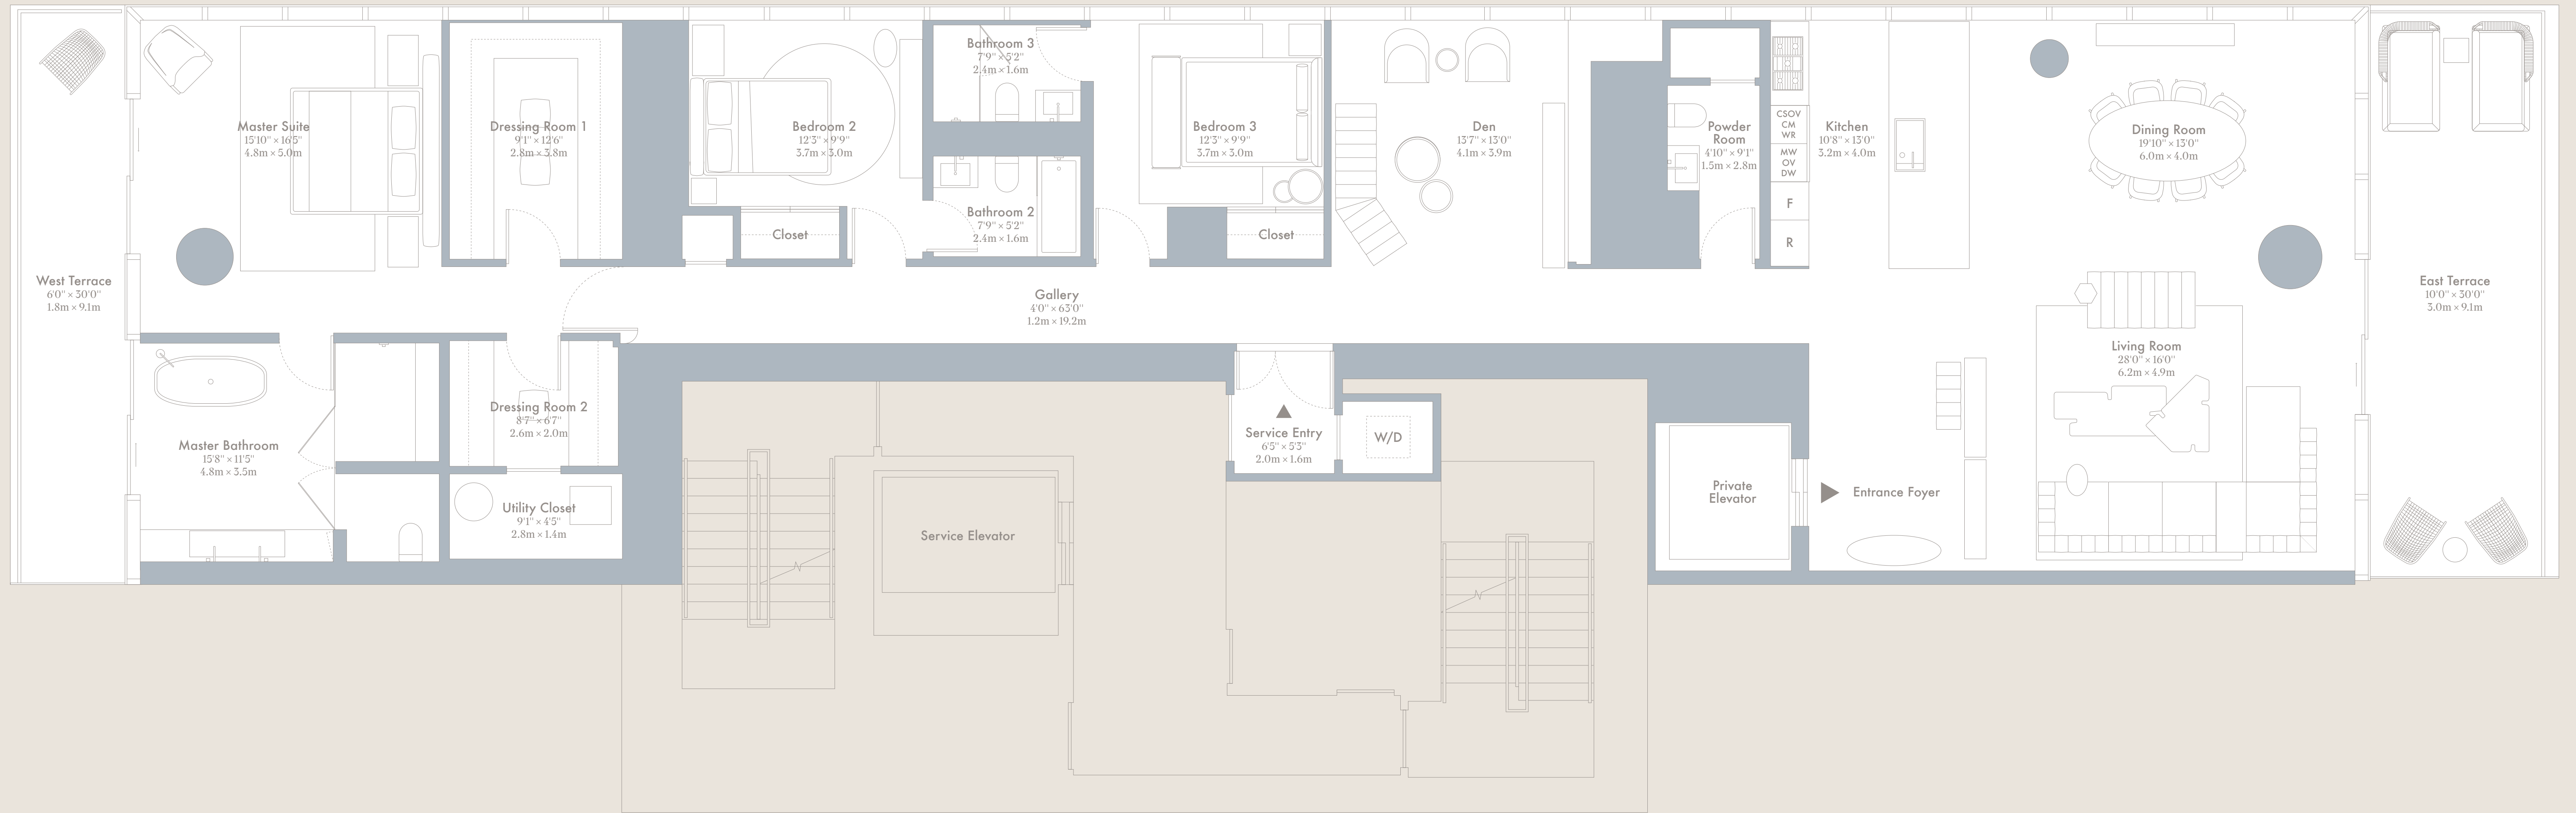 West Terrace
6'0" × 30'0"
1.8m × 9.1m
Master Suite
15'10" × 16'5"
4.8m × 5.0m
Dressing Room 1
9'1" × 12'6"
2.8m × 3.8m
Bedroom 2
12'3" × 9'9"
3.7m × 3.0m
Closet
Bathroom 3
7'9" × 5'2"
2.4m × 1.6m
Bathroom 2
7'9" × 5'2"
2.4m × 1.6m
Bedroom 3
12'3" × 9'9"
3.7m × 3.0m
Closet
Den
13'7" × 13'0"
4.1m × 3.9m
Powder
Room
4'10" × 9'1"
1.5m × 2.8m
CSOV
CM
WR
MW
OV
DW
F
R
Kitchen
10'8" × 13'0"
3.2m × 4.0m
Dining Room
19'10" × 13'0"
6.0m × 4.0m
East Terrace
10'0" × 30'0"
3.0m × 9.1m
Gallery
4'0" × 63'0"
1.2m × 19.2m
Living Room
28'0" × 16'0"
6.2m × 4.9m
Master Bathroom
15'8" × 11'5"
4.8m × 3.5m
Dressing Room 2
8'7" × 6'7"
2.6m × 2.0m
Utility Closet
9'1" × 4'5"
2.8m × 1.4m
Service Elevator
Service Entry
6'5" × 5'3"
2.0m × 1.6m
W/D
Private
Elevator
Entrance Foyer